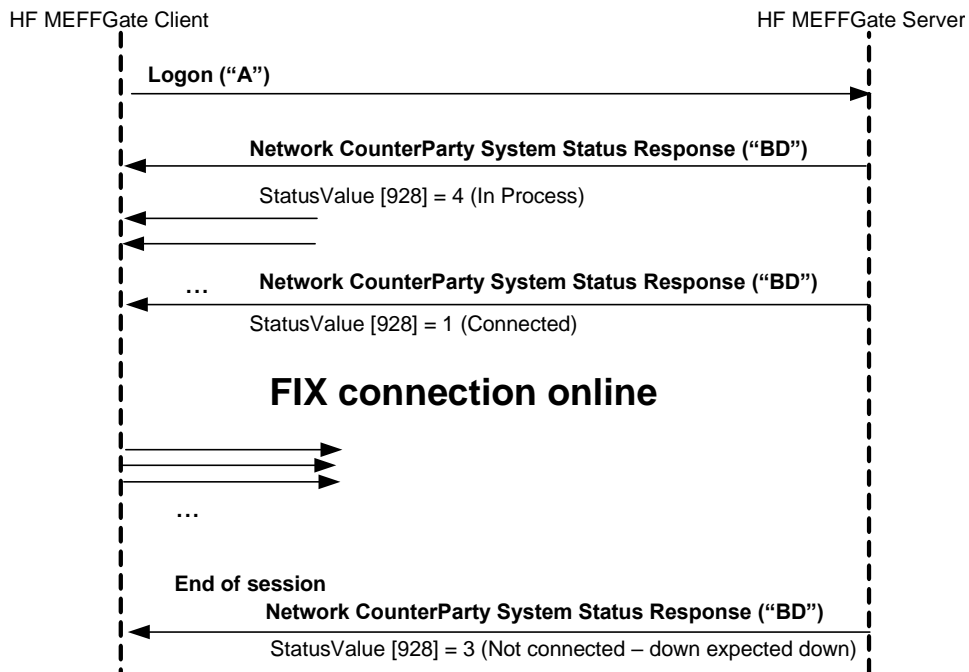 HF MEFFGate Client
HF MEFFGate Server
Logon (“A”)
Network CounterParty System Status Response (“BD”)
StatusValue [928] = 4 (In Process)
... Network CounterParty System Status Response (“BD”)
StatusValue [928] = 1 (Connected)
FIX connection online
...
End of session
Network CounterParty System Status Response (“BD”)
StatusValue [928] = 3 (Not connected – down expected down)